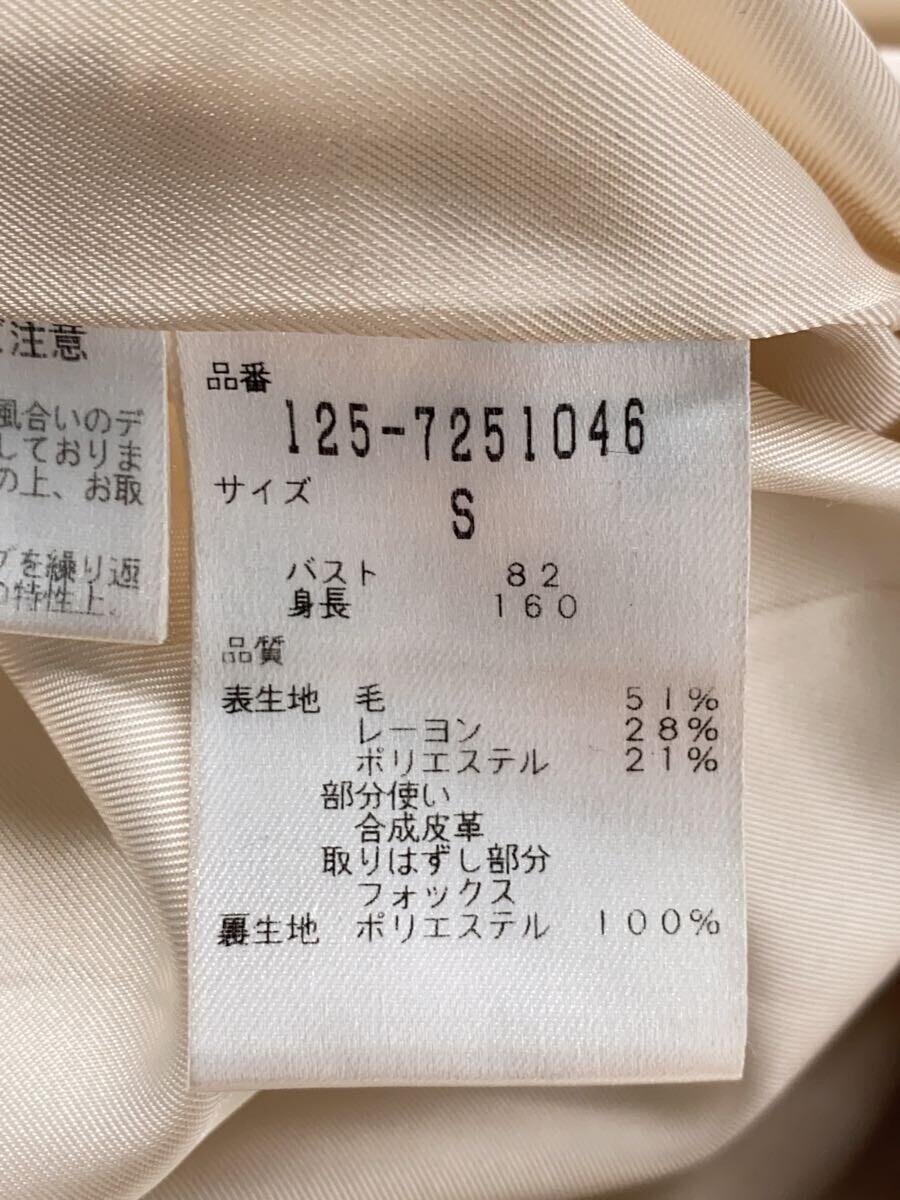 ご注意
風合いのデ
しておりま
の上、お取
グを繰り返
の特性上、
品番
125-7251046
サイズ
S
バスト 82
身長 160
品質
表生地 毛 51%
レーヨン 28%
ポリエステル 21%
部分使い
合成皮革
取りはずし部分
フォックス
裏生地 ポリエステル 100%